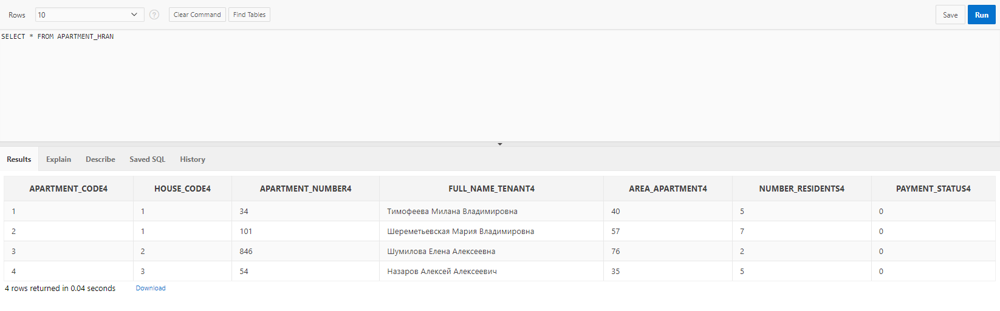 Rows 10 ? Clear Command Find Tables Save Run
SELECT * FROM APARTMENT_HRAN
Results Explain Describe Saved SQL History
APARTMENT_CODE4 HOUSE_CODE4 APARTMENT_NUMBER4 FULL_NAME_TENANT4 AREA_APARTMENT4 NUMBER_RESIDENTS4 PAYMENT_STATUS4
1 1 34 Тимофеева Милана Владимировна 40 5 0
2 1 101 Шереметьевская Мария Владимировна 57 7 0
3 2 846 Шумилова Елена Алексеевна 76 2 0
4 3 54 Назаров Алексей Алексеевич 35 5 0
4 rows returned in 0.04 seconds Download